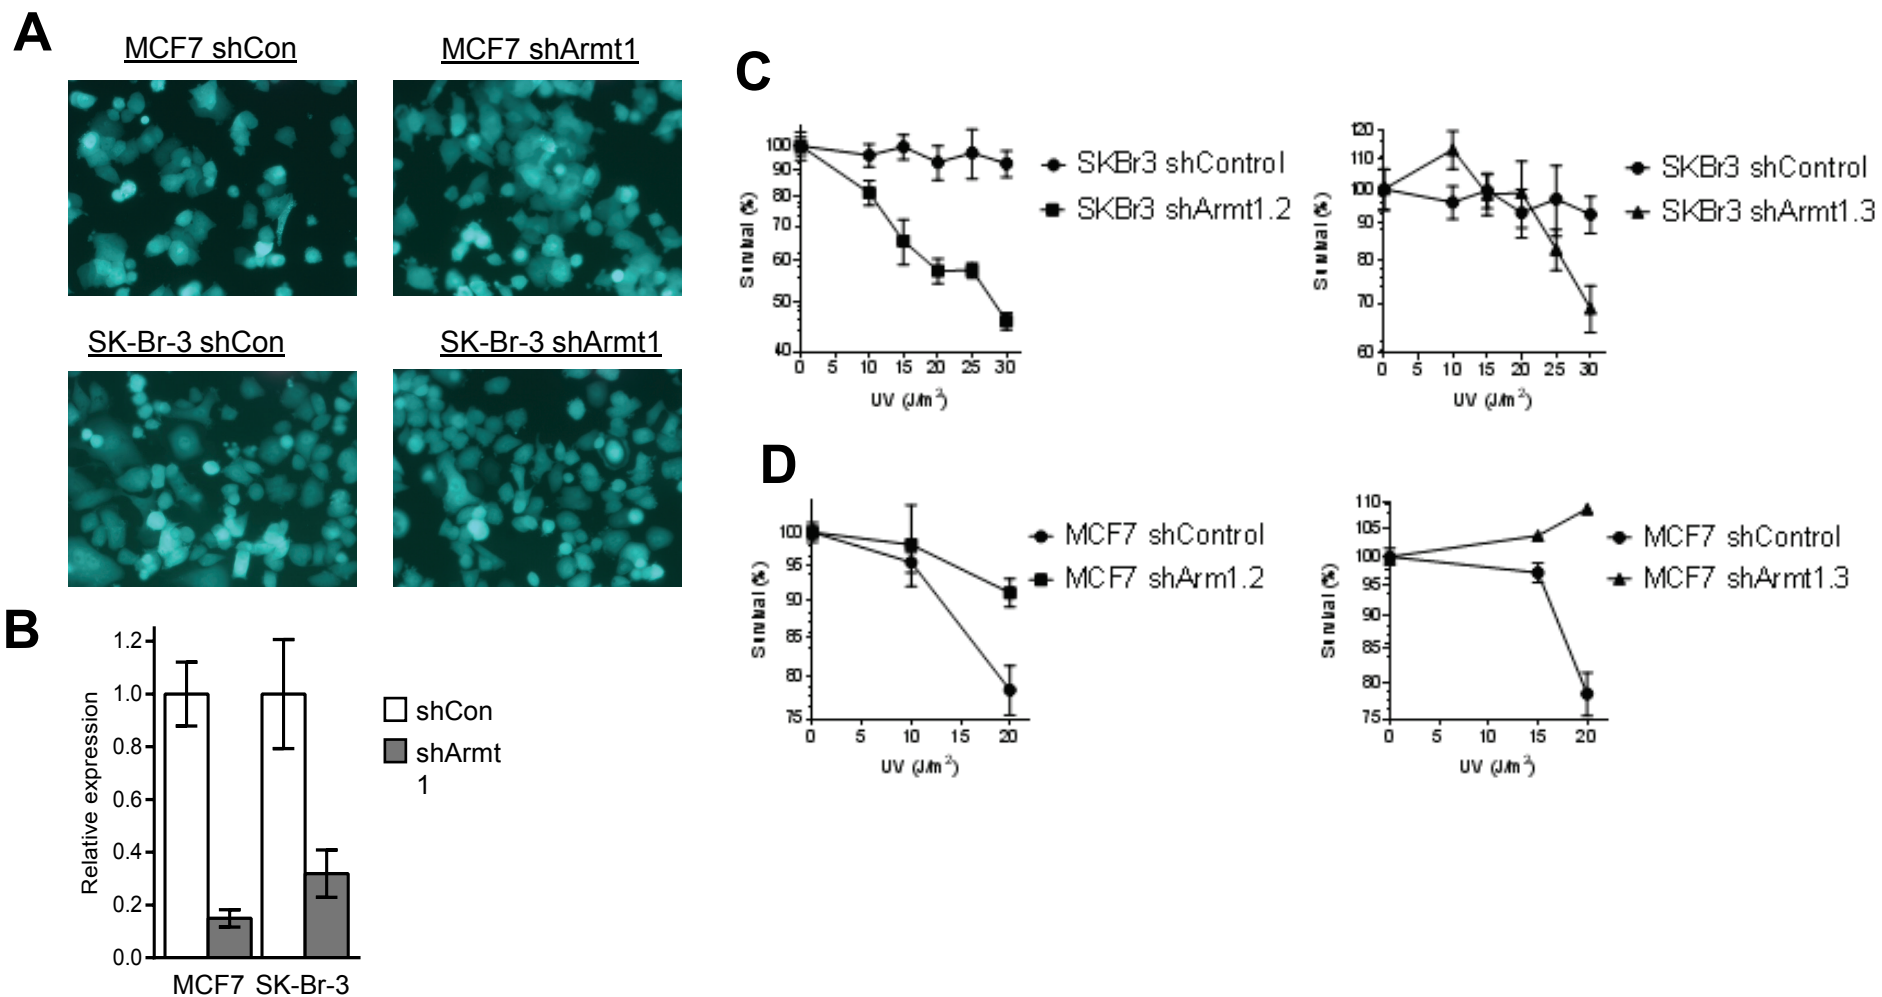 A
MCF7 shCon
MCF7 shArmt1
SK-Br-3 shCon
SK-Br-3 shArmt1
B
Relative expression
1.2
1.0
0.8
0.6
0.4
0.2
0.0
MCF7 SK-Br-3
shCon
shArmt
1
C
Survival (%)
100
90
80
70
60
50
40
0 5 10 15 20 25 30
UV (J/m²)
SKBr3 shControl
SKBr3 shArmt1.2
Survival (%)
120
110
100
90
80
70
60
0 5 10 15 20 25 30
UV (J/m²)
SKBr3 shControl
SKBr3 shArmt1.3
D
Survival (%)
100
95
90
85
80
75
0 5 10 15 20
UV (J/m²)
MCF7 shControl
MCF7 shArm1.2
Survival (%)
110
105
100
95
90
85
80
75
0 5 10 15 20
UV (J/m²)
MCF7 shControl
MCF7 shArmt1.3